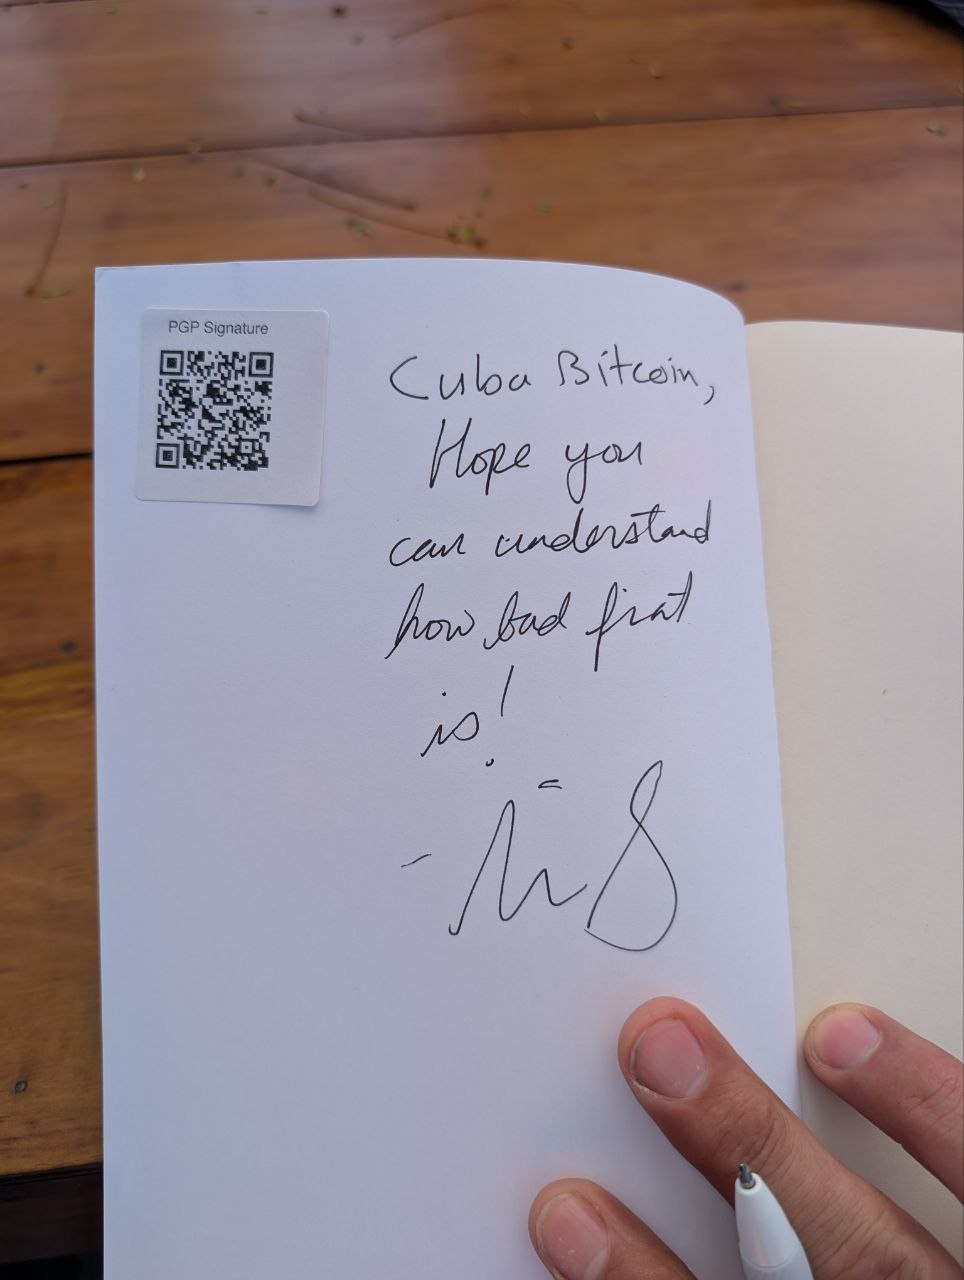 PGP Signature
Cuba Bitcoin,
Hope you
can understand
how bad fiat
is!